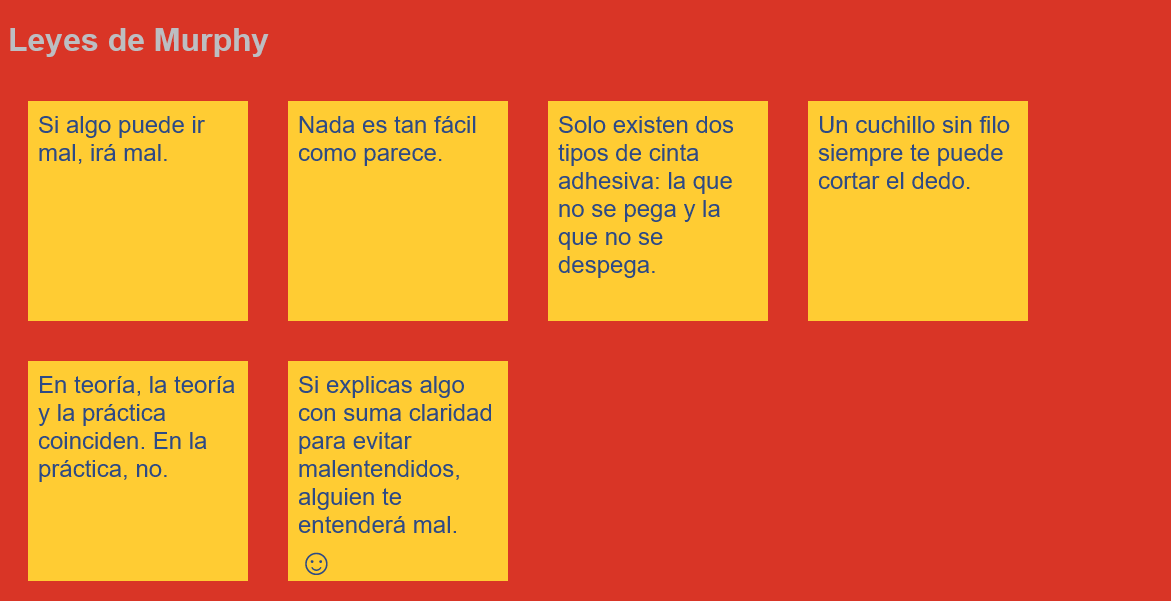 Leyes de Murphy
Si algo puede ir
mal, irá mal.
Nada es tan fácil
como parece.
Solo existen dos
tipos de cinta
adhesiva: la que
no se pega y la
que no se
despega.
Un cuchillo sin filo
siempre te puede
cortar el dedo.
En teoría, la teoría
y la práctica
coinciden. En la
práctica, no.
Si explicas algo
con suma claridad
para evitar
malentendidos,
alguien te
entenderá mal.
☺